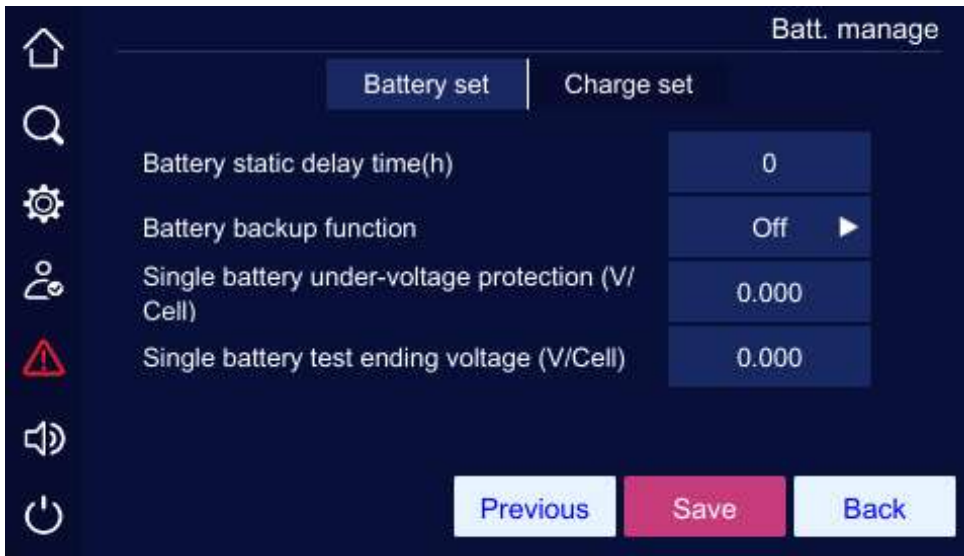 Batt. manage
Battery set
Charge set
Battery static delay time(h)
0
Battery backup function
Off
Single battery under-voltage protection (V/
Cell)
0.000
Single battery test ending voltage (V/Cell)
0.000
Previous
Save
Back